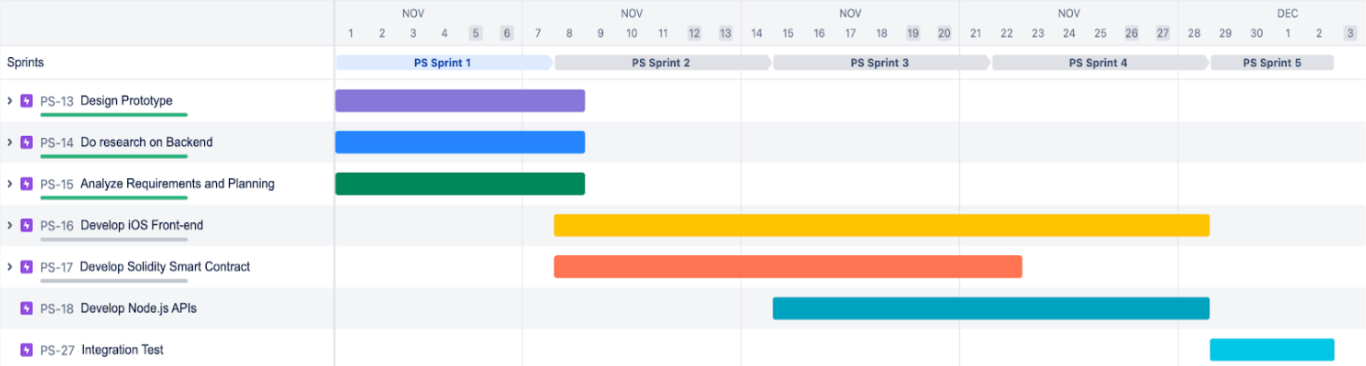 NOV NOV NOV NOV DEC
1 2 3 4 5 6 7 8 9 10 11 12 13 14 15 16 17 18 19 20 21 22 23 24 25 26 27 28 29 30 1 2 3
Sprints PS Sprint 1 PS Sprint 2 PS Sprint 3 PS Sprint 4 PS Sprint 5
PS-13 Design Prototype
PS-14 Do research on Backend
PS-15 Analyze Requirements and Planning
PS-16 Develop iOS Front-end
PS-17 Develop Solidity Smart Contract
PS-18 Develop Node.js APIs
PS-27 Integration Test